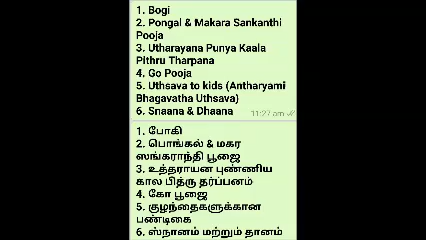 1. Bogi
2. Pongal & Makara Sankanthi
Pooja
3. Utharayana Punya Kaala
Pithru Tharpana
4. Go Pooja
5. Uthsava to kids (Antharyami
Bhagavatha Uthsava)
6. Snaana & Dhaana
11:27 am
1. போகி
2. பொங்கல் & மகர
ஸங்கராந்தி பூஜை
3. உத்தராயன புண்ணிய
கால பித்ரு தர்ப்பனம்
4. கோ பூஜை
5. குழந்தைகளுக்கான
பண்டிகை
6. ஸ்நானம் மற்றும் தானம்